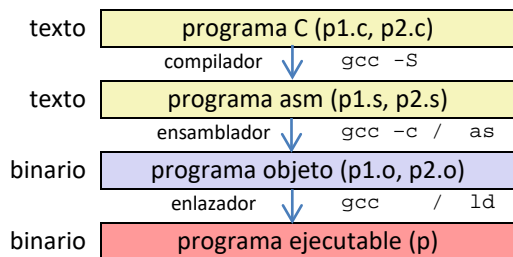 texto programa C (p1.c, p2.c)
compilador gcc -S
texto programa asm (p1.s, p2.s)
ensamblador gcc -c / as
binario programa objeto (p1.o, p2.o)
enlazador gcc / ld
binario programa ejecutable (p)